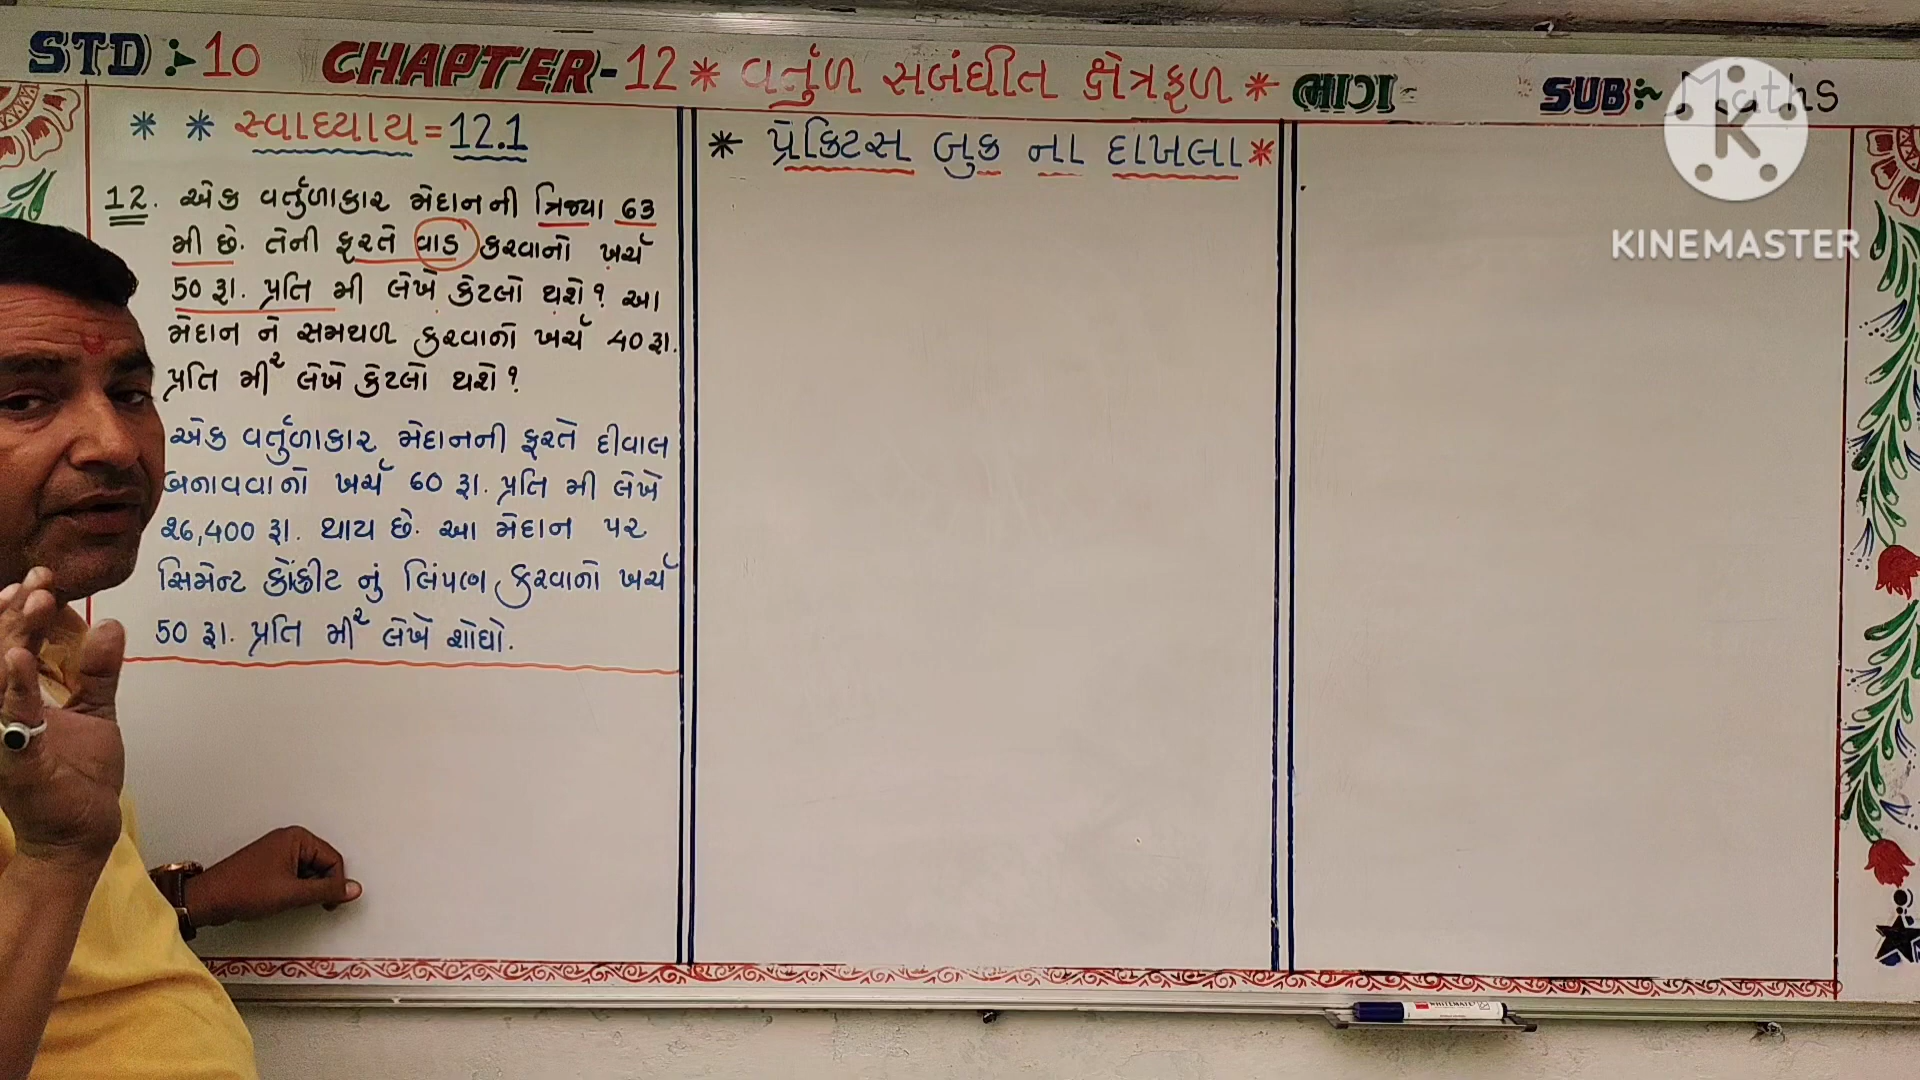 STD :- 10 CHAPTER - 12 * વર્તુળ સબંઘીત ક્ષેત્રફળ * ભાગ :- SUB :~ Maths
K
KINEMASTER
* * સ્વાઘ્યાય = 12.1
12. એક વર્તુળાકાર મેદાનની ત્રિજ્યા 63
મી છે. તેની ફરતે વાડ કરવાનો ખર્ચ
50 રૂા. પ્રતિ મી લેખે કેટલો થશે? આ
મેદાન ને સમથળ કરવાનો ખર્ચ 40 રૂા.
પ્રતિ મી² લેખે કેટલો થશે?
એક વર્તુળાકાર મેદાનની ફરતે દીવાલ
બનાવવાનો ખર્ચ 60 રૂા. પ્રતિ મી લેખે
26,400 રૂા. થાય છે. આ મેદાન પર
સિમેન્ટ કોંક્રીટ નું લિંપણ કરવાનો ખર્ચ
50 રૂા. પ્રતિ મી² લેખે શોઘો.
* પ્રેક્ટિસ બુક ના દાખલા *
WHITEMATE